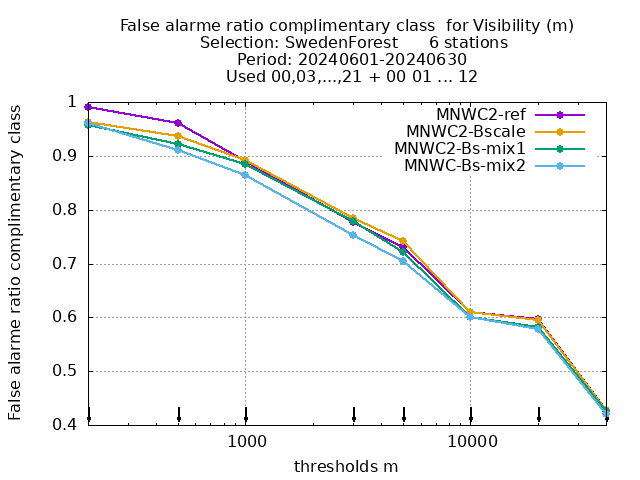 False alarme ratio complimentary class  for Visibility (m)
Selection: SwedenForest      6 stations
Period: 20240601-20240630
Used 00,03,...,21 + 00 01 ... 12
False alarme ratio complimentary class
1
0.9
0.8
0.7
0.6
0.5
0.4
MNWC2-ref
MNWC2-Bscale
MNWC2-Bs-mix1
MNWC-Bs-mix2
1000
10000
thresholds m